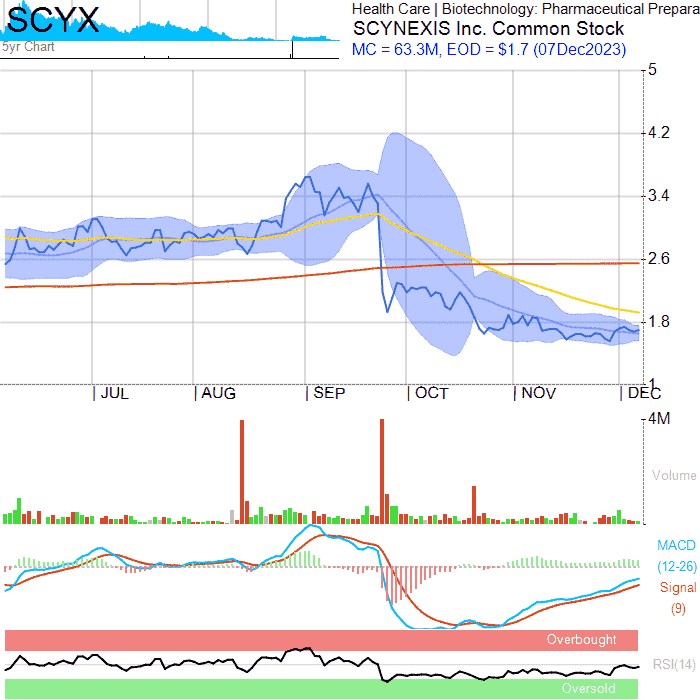 SCYX
5yr Chart
Health Care | Biotechnology: Pharmaceutical Prepara
SCYNEXIS Inc. Common Stock
MC = 63.3M, EOD = $1.7 (07Dec2023)
5
4.2
3.4
2.6
1.8
1
JUL AUG SEP OCT NOV DEC
4M
Volume
MACD
(12-26)
Signal
(9)
Overbought
RSI(14)
Oversold